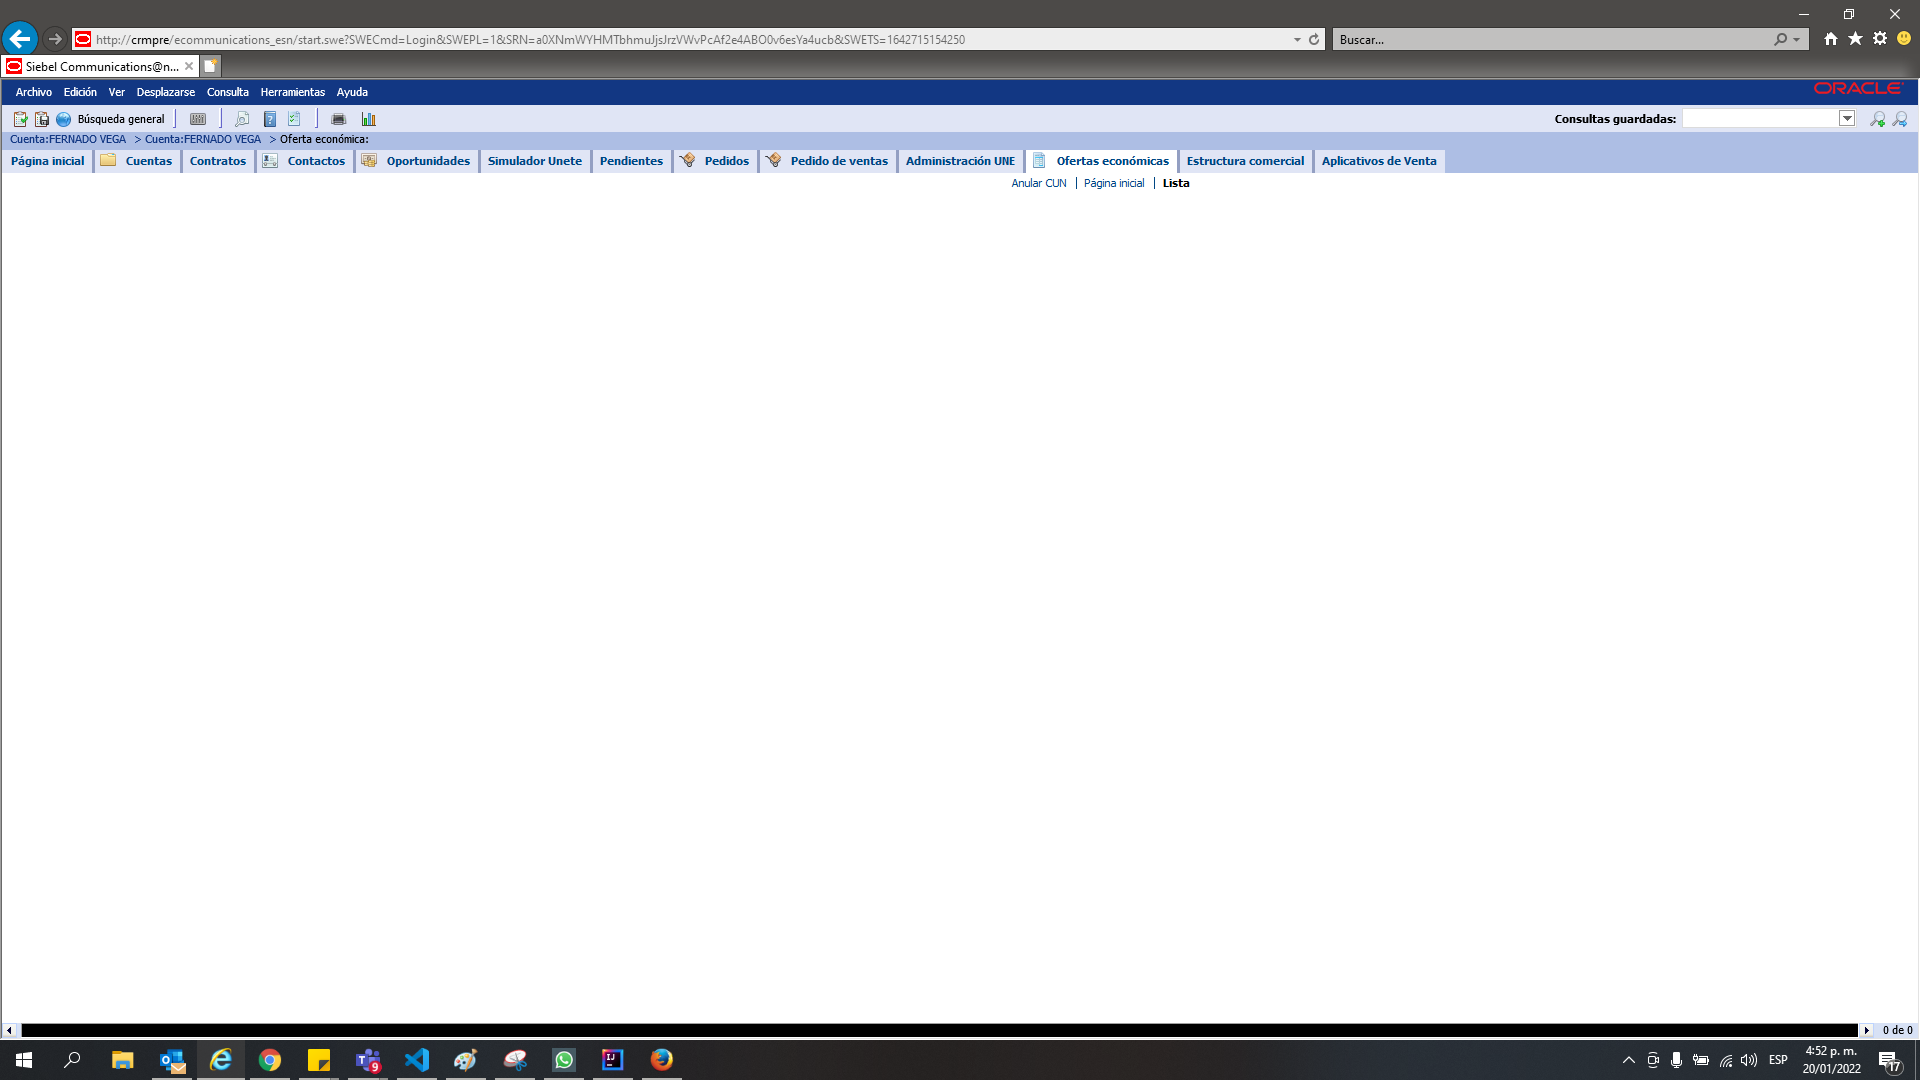 http://crmpre/ecommunications_esn/start.swe?SWECmd=Login&SWEPL=1&SRN=a0XNmWYHMTbhmuJjsJrzVWvPcAf2e4ABO0v6esYa4ucb&SWETS=1642715154250
Buscar...
Siebel Communications@n...
Archivo Edición Ver Desplazarse Consulta Herramientas Ayuda
ORACLE
Búsqueda general
Consultas guardadas:
Cuenta:FERNADO VEGA > Cuenta:FERNADO VEGA > Oferta económica:
Página inicial Cuentas Contratos Contactos Oportunidades Simulador Unete Pendientes Pedidos Pedido de ventas Administración UNE Ofertas económicas Estructura comercial Aplicativos de Venta
Anular CUN | Página inicial | Lista
0 de 0
9
ESP
4:52 p. m.
20/01/2022
17